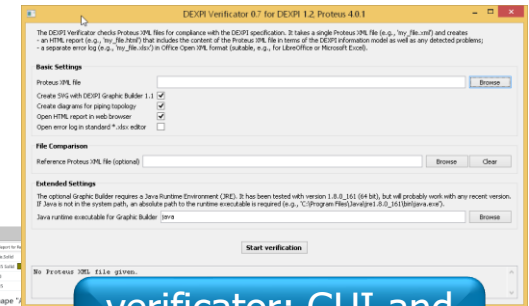 DEXPI Verificator 0.7 for DEXPI 1.2, Proteus 4.0.1
The DEXPI Verificator checks Proteus XML files for compliance with the DEXPI specification. It takes a single Proteus XML file (e.g., 'my_file.xml') and creates
- an HTML report (e.g., 'my_file.html') that includes the content of the Proteus XML file in terms of the DEXPI information model as well as any detected problems;
- a separate error log (e.g., 'my_file.xlsx') in Office Open XML format (suitable, e.g., for LibreOffice or Microsoft Excel).
Basic Settings
Proteus XML file
Browse
Create SVG with DEXPI Graphic Builder 1.1
Create diagrams for piping topology
Open HTML report in web browser
Open error log in standard *.xlsx editor
File Comparison
Reference Proteus XML file (optional)
Browse
Clear
Extended Settings
The optional Graphic Builder requires a Java Runtime Environment (JRE). It has been tested with version 1.8.0_161 (64 bit), but will probably work with any recent version.
If Java is not in the system path, an absolute path to the runtime executable is required (e.g., 'C:\Program Files\Java\jre1.8.0_161\bin\java.exe').
Java runtime executable for Graphic Builder
java
Browse
Start verification
No Proteus XML file given.
verificator: GUI and